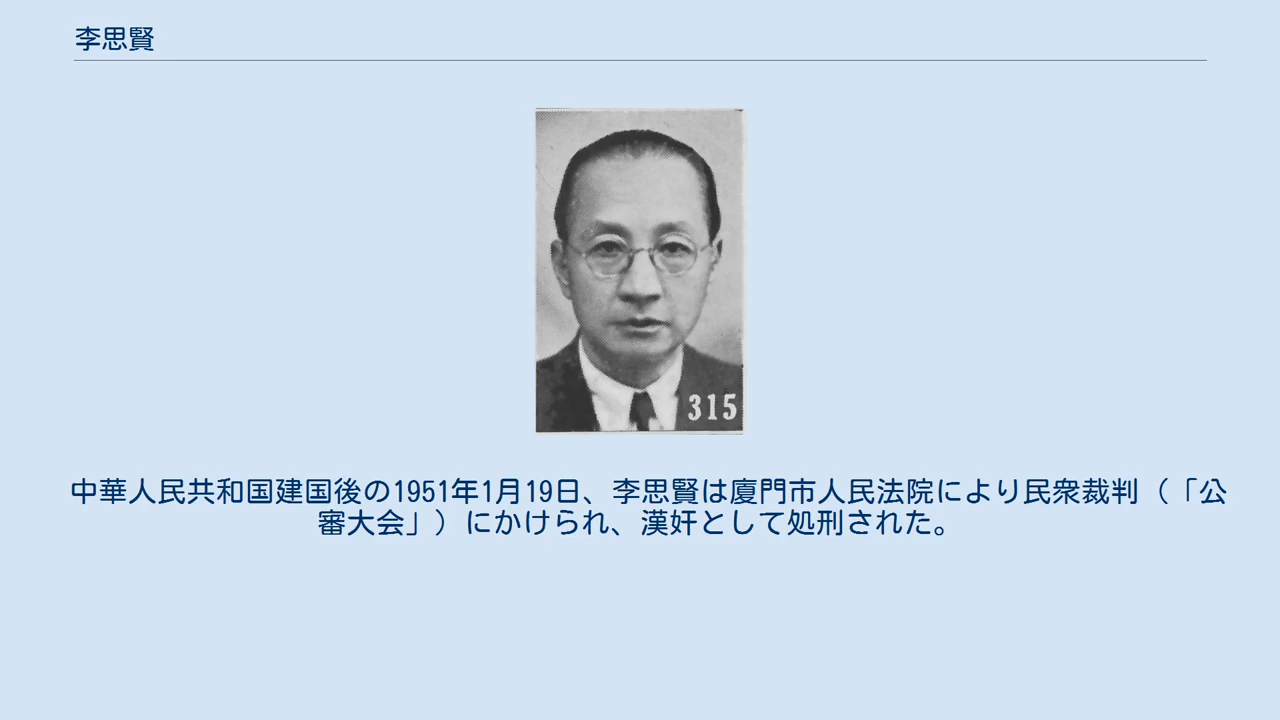 李思賢
315
中華人民共和国建国後の1951年1月19日、李思賢は廈門市人民法院により民衆裁判（「公
審大会」）にかけられ、漢奸として処刑された。